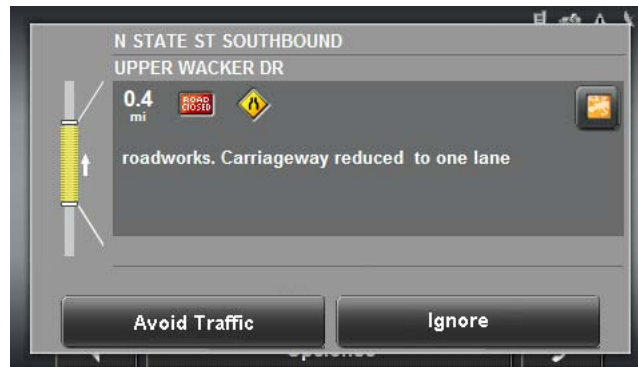 N STATE ST SOUTHBOUND
UPPER WACKER DR
0.4
mi
ROAD
CLOSED
roadworks. Carriageway reduced to one lane
Avoid Traffic
Ignore